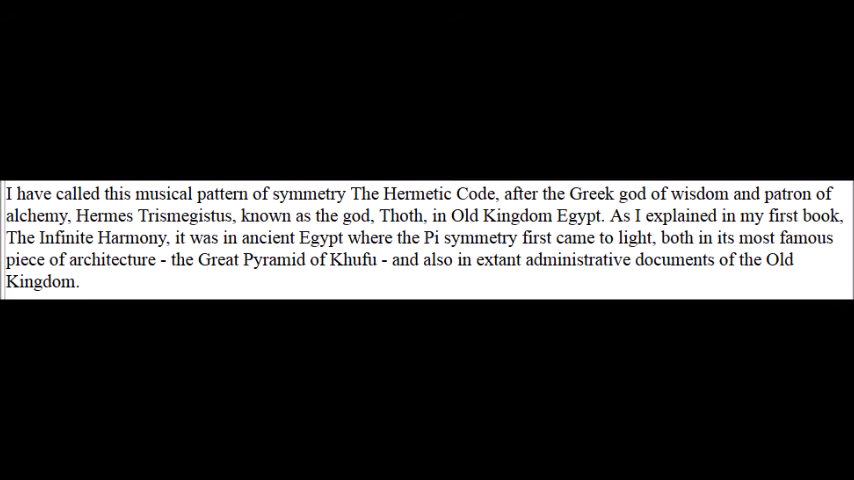 I have called this musical pattern of symmetry The Hermetic Code, after the Greek god of wisdom and patron of
alchemy, Hermes Trismegistus, known as the god, Thoth, in Old Kingdom Egypt. As I explained in my first book,
The Infinite Harmony, it was in ancient Egypt where the Pi symmetry first came to light, both in its most famous
piece of architecture - the Great Pyramid of Khufu - and also in extant administrative documents of the Old
Kingdom.